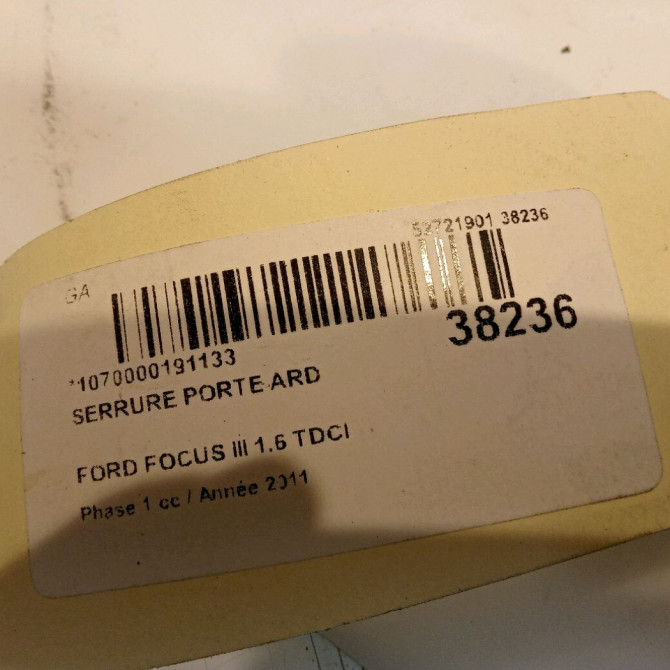 GA
52721901 38236
38236
*1070000191133
SERRURE PORTE ARD
FORD FOCUS III 1.6 TDCI
Phase 1 cc / Année 2011